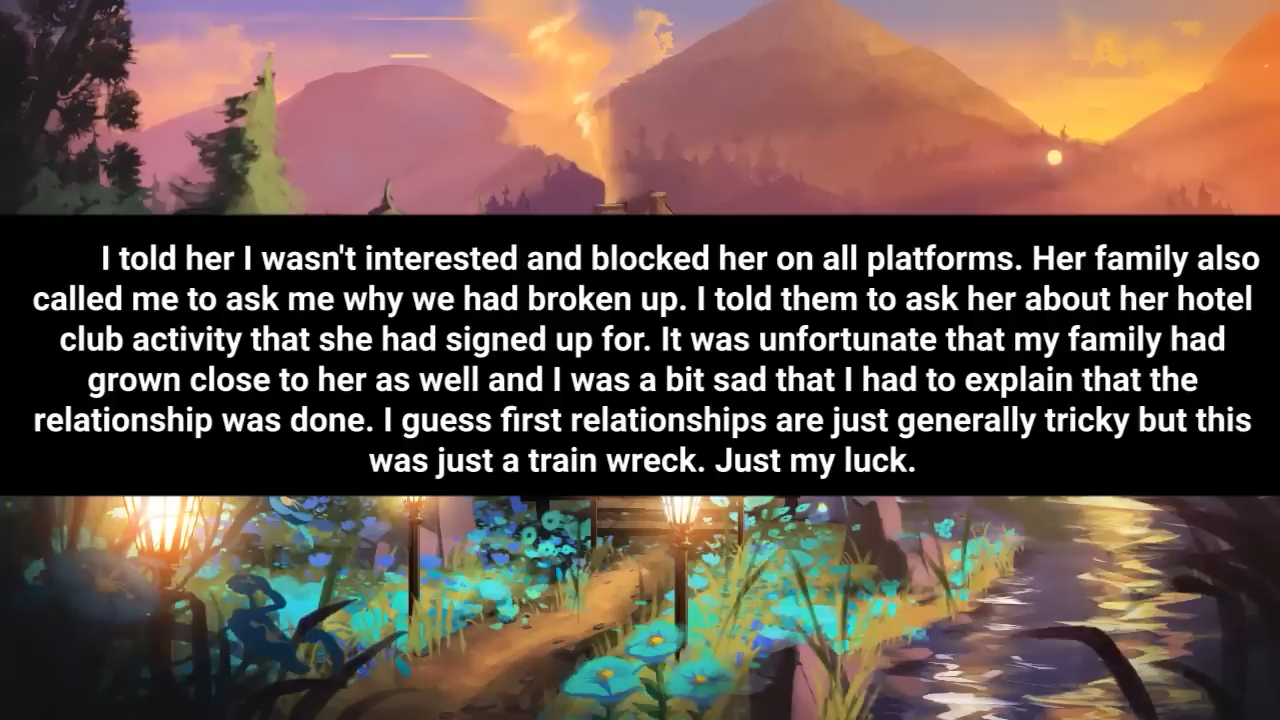 I told her I wasn't interested and blocked her on all platforms. Her family also
called me to ask me why we had broken up. I told them to ask her about her hotel
club activity that she had signed up for. It was unfortunate that my family had
grown close to her as well and I was a bit sad that I had to explain that the
relationship was done. I guess first relationships are just generally tricky but this
was just a train wreck. Just my luck.